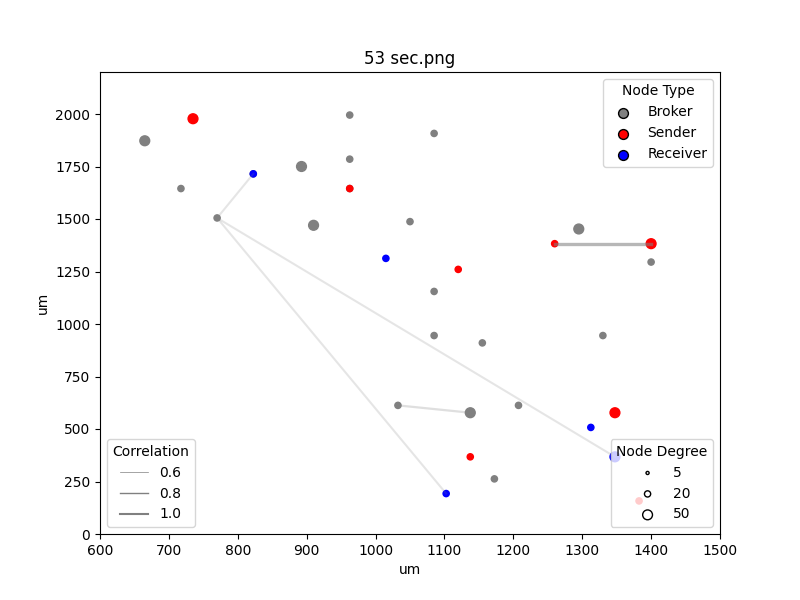 53 sec.png
Node Type
Broker
Sender
Receiver
2000
1750
1500
1250
1000
750
500
250
0
um
Correlation
0.6
0.8
1.0
Node Degree
5
20
50
600 700 800 900 1000 1100 1200 1300 1400 1500
um